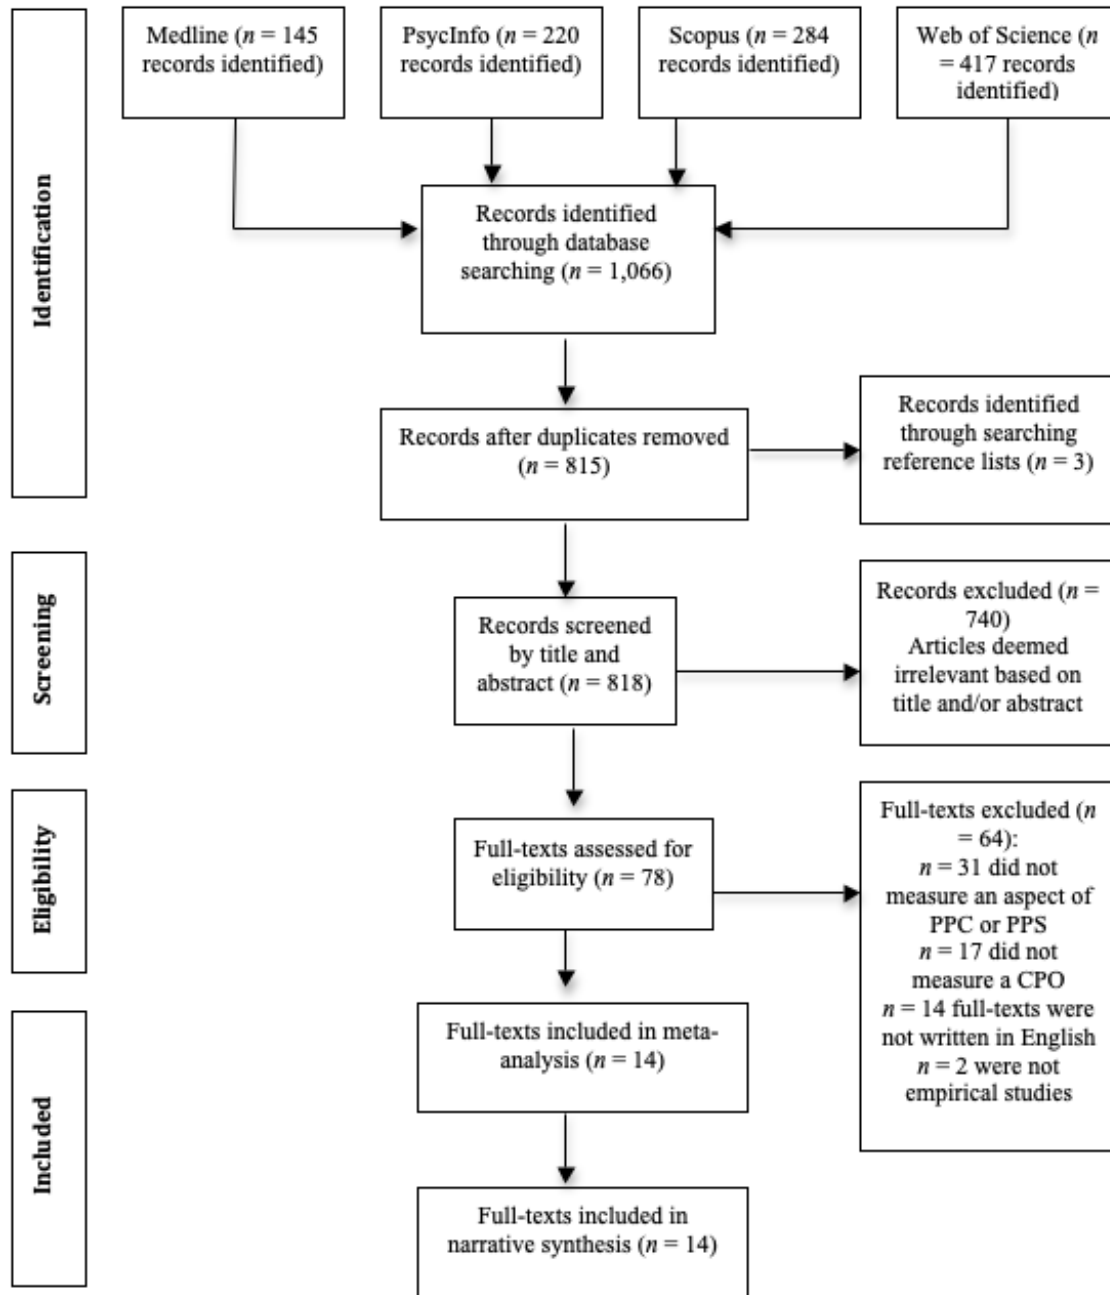 Medline (n = 145
records identified)
PsycInfo (n = 220
records identified)
Scopus (n = 284
records identified)
Web of Science (n
= 417 records
identified)
Identification
Records identified
through database
searching (n = 1,066)
Records after duplicates removed
(n = 815)
Records identified
through searching
reference lists (n = 3)
Screening
Records screened
by title and
abstract (n = 818)
Records excluded (n =
740)
Articles deemed
irrelevant based on
title and/or abstract
Eligibility
Full-texts assessed for
eligibility (n = 78)
Full-texts excluded (n
= 64):
n = 31 did not
measure an aspect of
PPC or PPS
n = 17 did not
measure a CPO
n = 14 full-texts were
not written in English
n = 2 were not
empirical studies
Included
Full-texts included in meta-
analysis (n = 14)
Full-texts included in
narrative synthesis (n = 14)